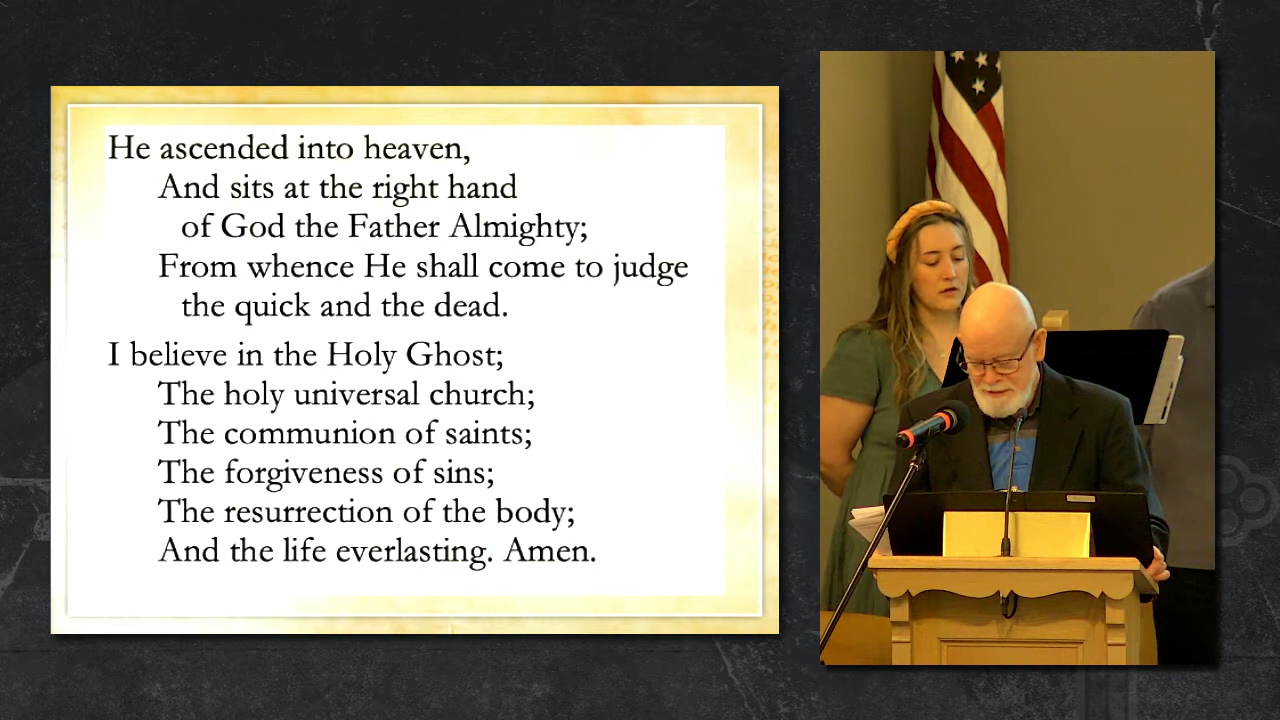 He ascended into heaven,
And sits at the right hand
of God the Father Almighty;
From whence He shall come to judge
the quick and the dead.
I believe in the Holy Ghost;
The holy universal church;
The communion of saints;
The forgiveness of sins;
The resurrection of the body;
And the life everlasting. Amen.